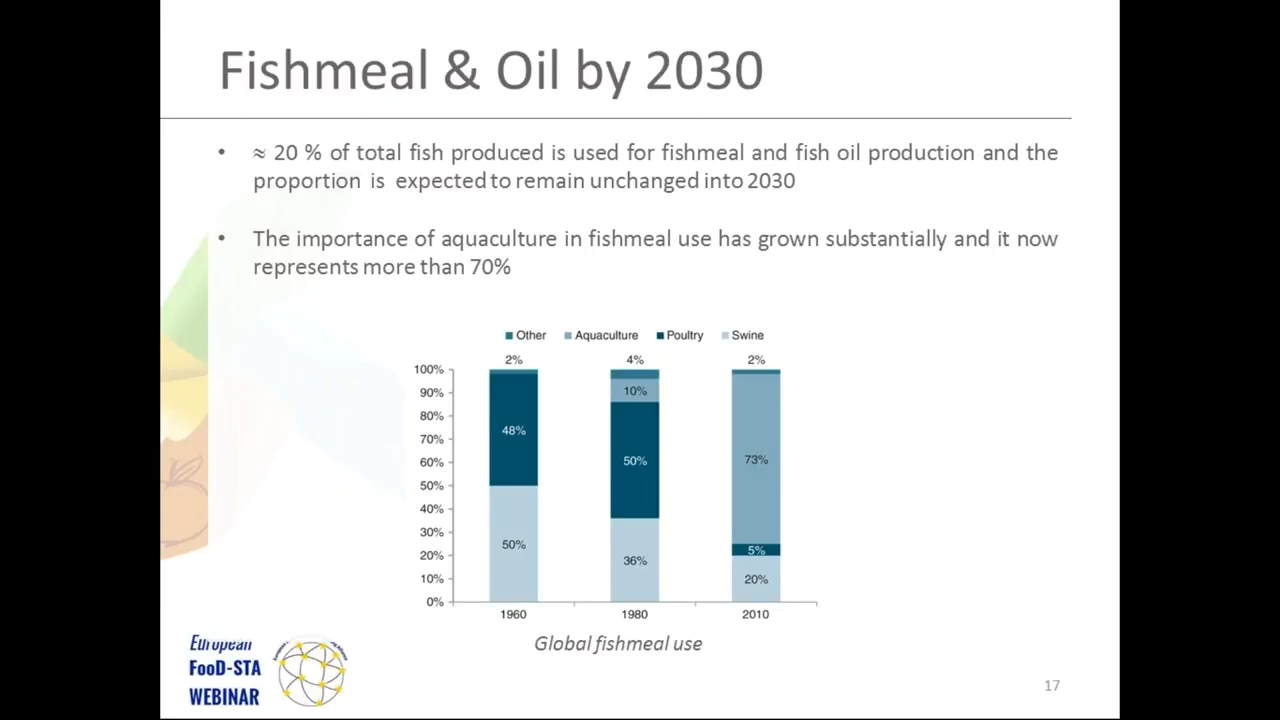 Fishmeal & Oil by 2030
• ≈ 20 % of total fish produced is used for fishmeal and fish oil production and the
proportion is expected to remain unchanged into 2030
• The importance of aquaculture in fishmeal use has grown substantially and it now
represents more than 70%
Other Aquaculture Poultry Swine
2% 4% 2%
100%
90%
80%
70%
60%
50%
40%
30%
20%
10%
0%
48%
50%
10%
50%
36%
73%
5%
20%
1960 1980 2010
Global fishmeal use
European
FooD-STA
WEBINAR
17